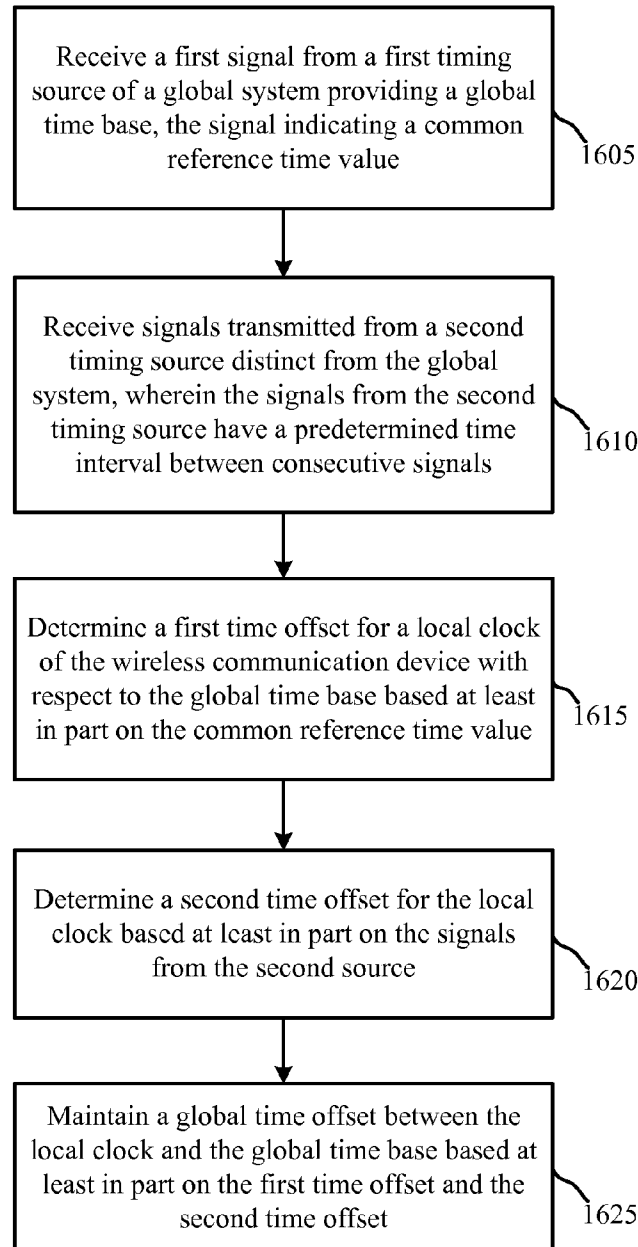 Receive a first signal from a first timing
source of a global system providing a global
time base, the signal indicating a common
reference time value
1605
Receive signals transmitted from a second
timing source distinct from the global
system, wherein the signals from the second
timing source have a predetermined time
interval between consecutive signals
1610
Determine a first time offset for a local clock
of the wireless communication device with
respect to the global time base based at least
in part on the common reference time value
1615
Determine a second time offset for the local
clock based at least in part on the signals
from the second source
1620
Maintain a global time offset between the
local clock and the global time base based at
least in part on the first time offset and the
second time offset
1625